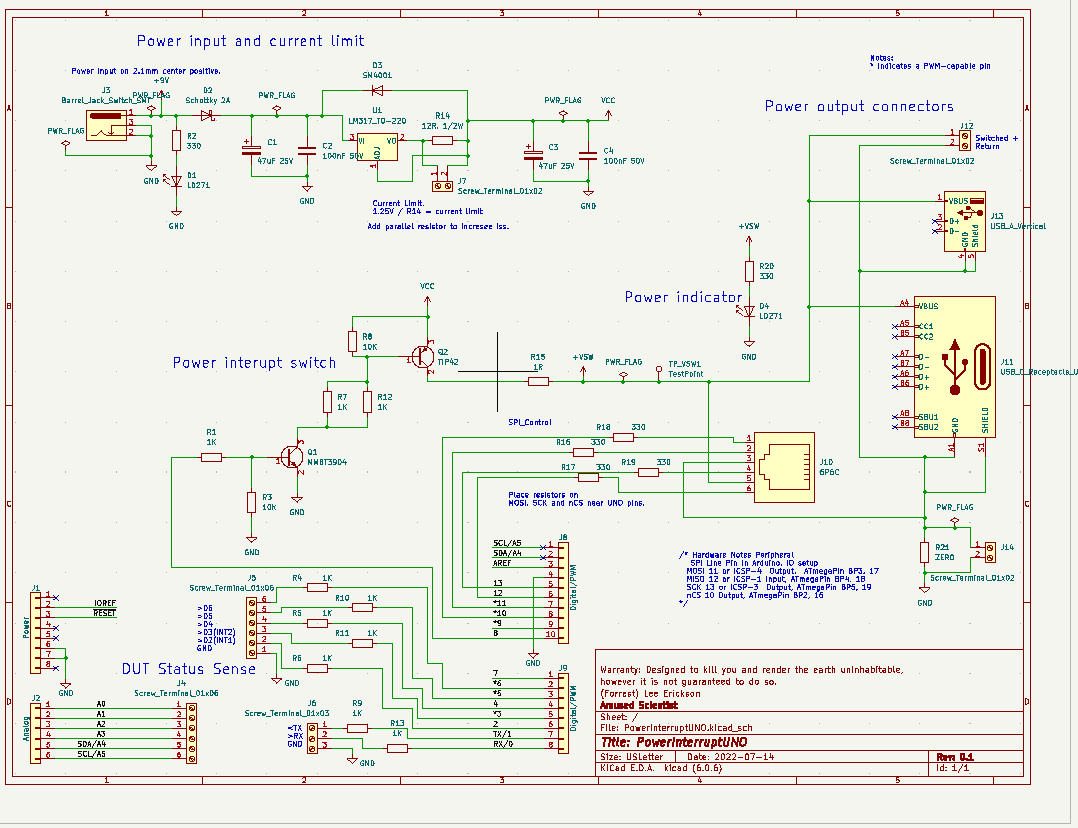 Power input and current limit
Power input on 2.1mm center positive.
+9V
J3
Barrel_Jack_Switch_SMT
PWR_FLAG
PWR_FLAG
D2
Schottky 2A
PWR_FLAG
D3
SN4001
U1
LM317_TO-220
VI
VO
ADJ
R14
12R, 1/2W
PWR_FLAG
VCC
R2
330
D1
LD271
GND
GND
C1
47uF 25V
C2
100nF 50V
GND
J7
Screw_Terminal_01x02
C3
47uF 25V
C4
100nF 50V
GND
Current Limit.
1.25V / R14 = current limit
Add parallel resistor to increase Iss.
Notes:
* Indicates a PWM-capable pin
Power output connectors
J12
Switched +
Return
Screw_Terminal_01x02
VBUS
D+
D-
GND
Shield
J13
USB_A_Vertical
+VSW
R20
330
Power indicator
D4
LD271
GND
A4
VBUS
A5
CC1
B5
CC2
A7
D-
B7
D-
A6
D+
B6
D+
A8
SBU1
B8
SBU2
GND
SHIELD
A1
S1
J11
Power interupt switch
VCC
R8
10K
Q2
TIP42
R7
1K
R12
1K
R15
1R
+VSW
PWR_FLAG
TP_VSW1
TestPoint
R1
1K
Q1
NMBT3904
R3
10k
GND
GND
SPI_Control
R18
330
R16
330
R19
330
R17
330
J10
6P6C
Place resistors on
MOSI, SCK and nCS near UNO pins.
PWR_FLAG
R21
ZERO
J14
Screw_Terminal_01x02
GND
/* Hardware Notes Peripheral
SPI Line Pin in Arduino, IO setup
MOSI 11 or ICSP-4 Output, ATmegaPin BP3, 17
MISO 12 or ICSP-1 Input, ATmegaPin BP4, 18
SCK 13 or ICSP-3 Output, ATmegaPin BP5, 19
nCS 10 Output, ATmegaPin BP2, 16
*/
J8
Digital/PWM
SCL/A5
SDA/A4
AREF
13
12
*11
*10
*9
8
GND
J1
Power
IOREF
RESET
GND
J5
Screw_Terminal_01x06
>D6
>D5
>D4
>D3(INT2)
>D2(INT1)
GND
R4
1K
R10
1K
R5
1K
R11
1K
R6
1K
GND
DUT Status Sense
J2
Analog
A0
A1
A2
A3
SDA/A4
SCL/A5
J4
Screw_Terminal_01x06
J6
Screw_Terminal_01x03
<TX
>RX
GND
R9
1K
R13
1K
GND
J9
Digital/PWM
7
*6
*5
4
*3
2
TX/1
RX/0
Warranty: Designed to kill you and render the earth uninhabitable,
however it is not guaranteed to do so.
(Forrest) Lee Erickson
Amused Scientist
Sheet: /
File: PowerInterruptUNO.kicad_sch
Title: PowerInterruptUNO
Size: USLetter
Date: 2022-07-14
Rev: 0.1
KiCad E.D.A. kicad (6.0.6)
Id: 1/1